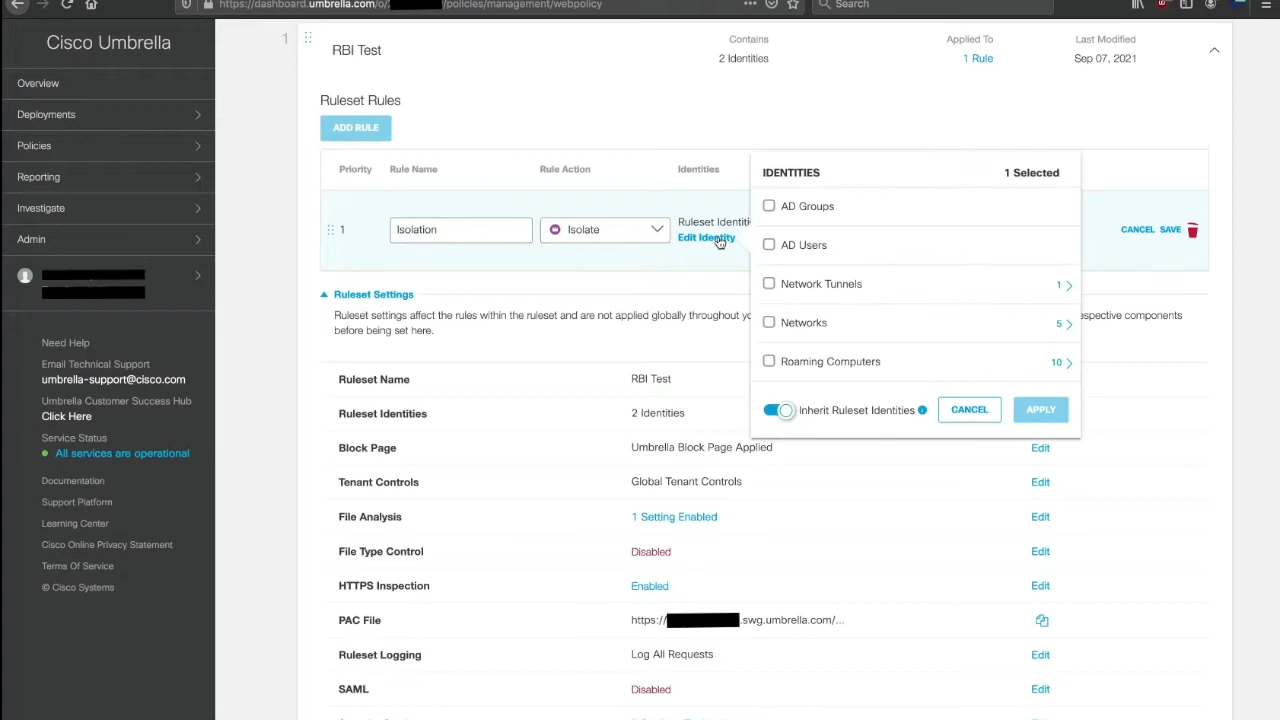 https://dashboard.umbrella.com/o/2 /policies/management/webpolicy
Search
Cisco Umbrella
Overview
Deployments
Policies
Reporting
Investigate
Admin
Need Help
Email Technical Support
umbrella-support@cisco.com
Umbrella Customer Success Hub
Click Here
Service Status
All services are operational
Documentation
Support Platform
Learning Center
Cisco Online Privacy Statement
Terms Of Service
© Cisco Systems
1
RBI Test
Contains
2 Identities
Applied To
1 Rule
Last Modified
Sep 07, 2021
Ruleset Rules
ADD RULE
Priority Rule Name Rule Action Identities
1 Isolation Isolate
Ruleset Identiti
Edit Identity
CANCEL SAVE
IDENTITIES 1 Selected
AD Groups
AD Users
Network Tunnels 1
Networks 5
Roaming Computers 10
Inherit Ruleset Identities CANCEL APPLY
Ruleset Settings
Ruleset settings affect the rules within the ruleset and are not applied globally throughout yo spective components
before being set here.
Ruleset Name RBI Test
Ruleset Identities 2 Identities
Block Page Umbrella Block Page Applied Edit
Tenant Controls Global Tenant Controls Edit
File Analysis 1 Setting Enabled Edit
File Type Control Disabled Edit
HTTPS Inspection Enabled Edit
PAC File https:// .swg.umbrella.com/...
Ruleset Logging Log All Requests Edit
SAML Disabled Edit